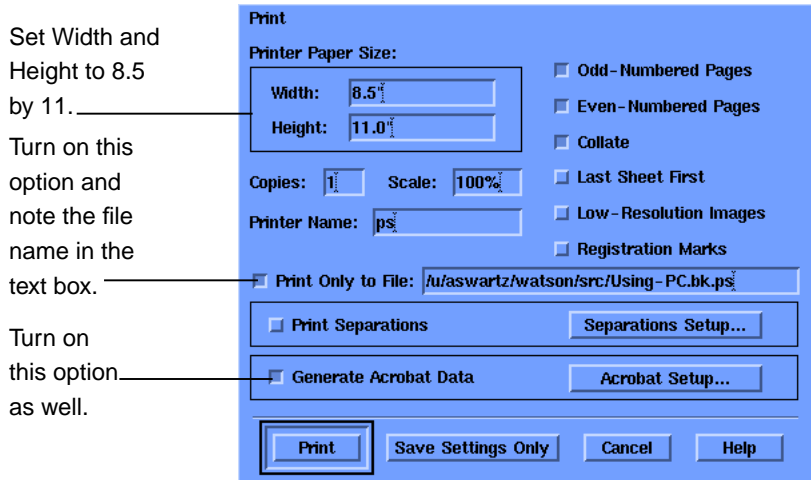 Set Width and
Height to 8.5
by 11.
Turn on this
option and
note the file
name in the
text box.
Turn on
this option
as well.
Print
Printer Paper Size:
Width: 8.5"
Height: 11.0"
Copies: 1 Scale: 100%
Printer Name: ps
Odd-Numbered Pages
Even-Numbered Pages
Collate
Last Sheet First
Low-Resolution Images
Registration Marks
Print Only to File: /u/aswartz/watson/src/Using-PC.bk.ps
Print Separations Separations Setup...
Generate Acrobat Data Acrobat Setup...
Print Save Settings Only Cancel Help